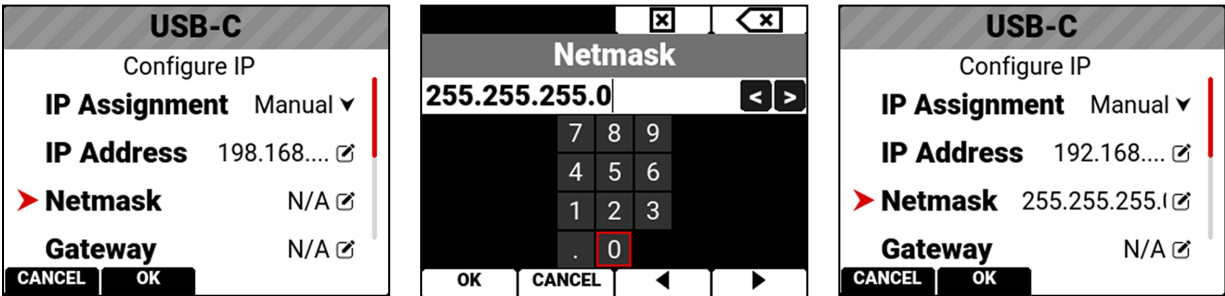 USB-C
Configure IP
IP Assignment Manual
IP Address 198.168....
Netmask N/A
Gateway N/A
CANCEL OK
Netmask
255.255.255.0
< >
7 8 9
4 5 6
1 2 3
. 0
OK CANCEL
USB-C
Configure IP
IP Assignment Manual
IP Address 192.168....
Netmask 255.255.255.
Gateway N/A
CANCEL OK